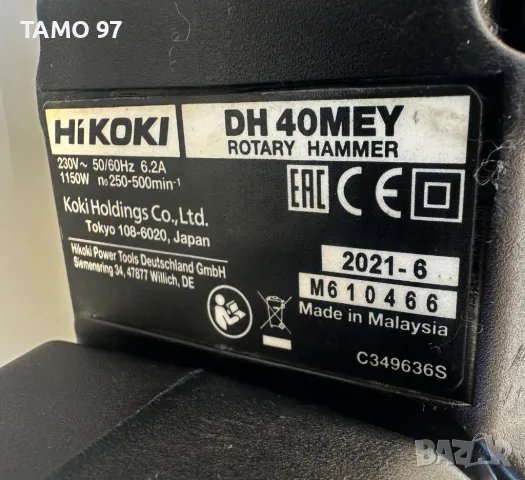 TAMO 97
HiKOKI
DH 40MEY
ROTARY HAMMER
230V~ 50/60Hz 6.2A
1150W n₀250-500min⁻¹
Koki Holdings Co.,Ltd.
Tokyo 108-6020, Japan
Hikoki Power Tools Deutschland GmbH
Siemensring 34, 47877 Willich, DE
EAC CE
2021-6
M610466
Made in Malaysia
C349636S
BAZAR